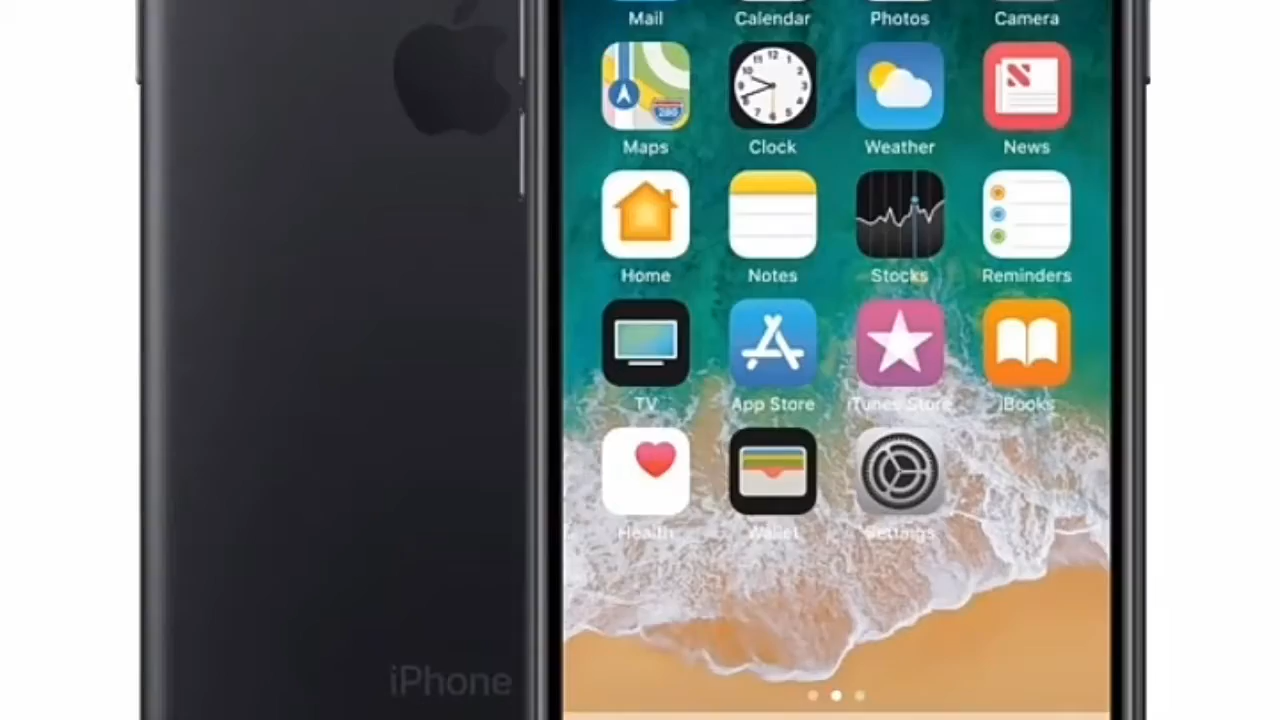 Mail Calendar Photos Camera
280
Maps Clock Weather News
Home Notes Stocks Reminders
TV App Store iTunes Store iBooks
Health Wallet Settings
iPhone